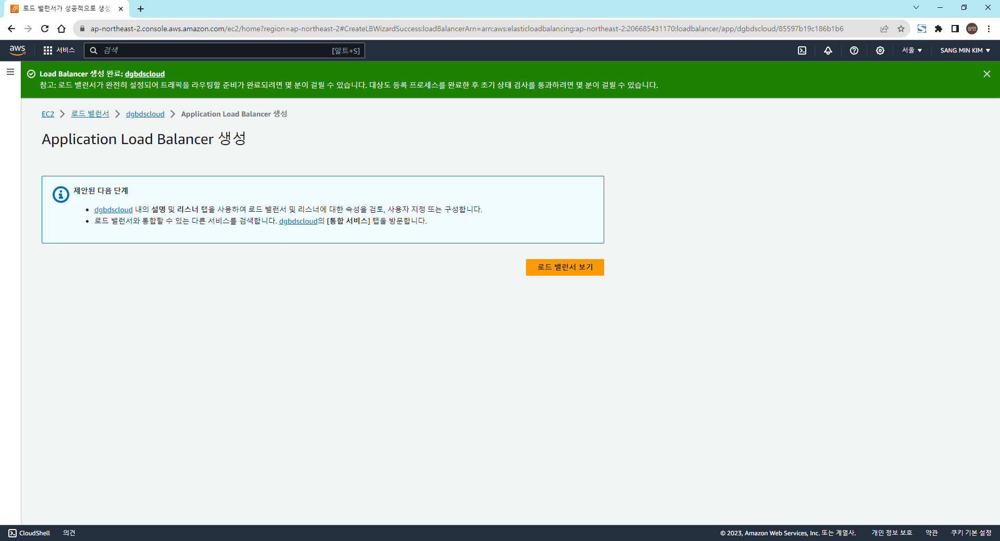 로드 밸런서가 성공적으로 생성
ap-northeast-2.console.aws.amazon.com/ec2/home?region=ap-northeast-2#CreateLBWizardSuccess:loadBalancerArn=arn:aws:elasticloadbalancing:ap-northeast-2:206685431170:loadbalancer/app/dgbdscloud/85597b19c186b1b6
상민
aws 서비스 검색 [알트+S] 서울 SANG MIN KIM
Load Balancer 생성 완료: dgbdscloud
참고: 로드 밸런서가 완전히 설정되어 트래픽을 라우팅할 준비가 완료되려면 몇 분이 걸릴 수 있습니다. 대상도 등록 프로세스를 완료한 후 초기 상태 검사를 통과하려면 몇 분이 걸릴 수 있습니다.
EC2 > 로드 밸런서 > dgbdscloud > Application Load Balancer 생성
Application Load Balancer 생성
제안된 다음 단계
• dgbdscloud 내의 설명 및 리스너 탭을 사용하여 로드 밸런서 및 리스너에 대한 속성을 검토, 사용자 지정 또는 구성합니다.
• 로드 밸런서와 통합할 수 있는 다른 서비스를 검색합니다. dgbdscloud의 [통합 서비스] 탭을 방문합니다.
로드 밸런서 보기
CloudShell 의견 © 2023, Amazon Web Services, Inc. 또는 계열사. 개인 정보 보호 약관 쿠키 기본 설정